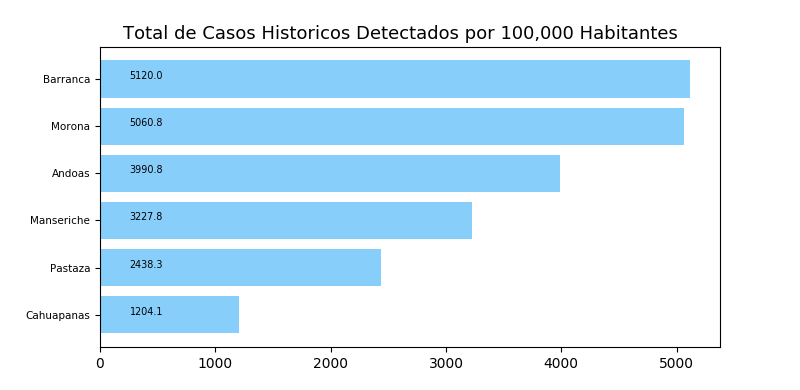 Total de Casos Historicos Detectados por 100,000 Habitantes
Barranca 5120.0
Morona 5060.8
Andoas 3990.8
Manseriche 3227.8
Pastaza 2438.3
Cahuapanas 1204.1
0 1000 2000 3000 4000 5000